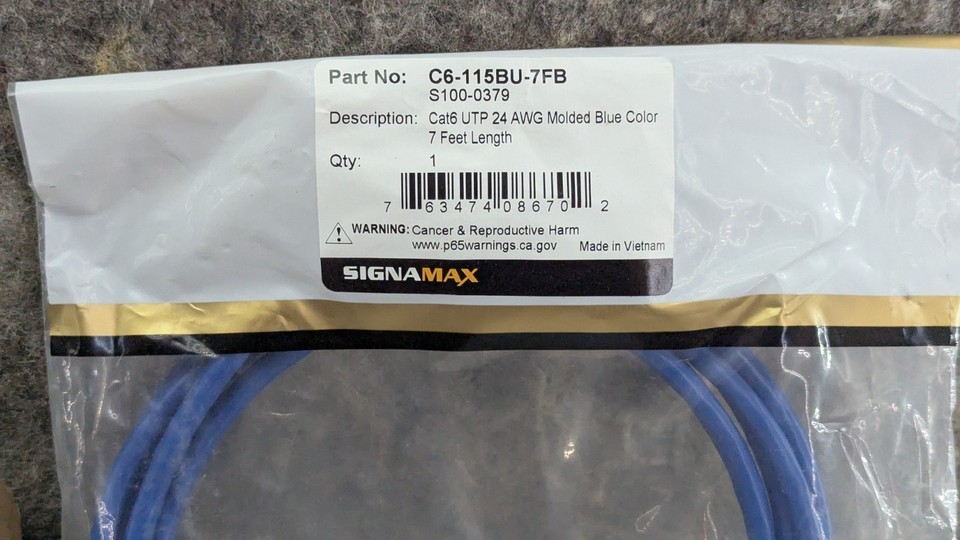 Part No: C6-115BU-7FB
S100-0379
Description: Cat6 UTP 24 AWG Molded Blue Color
7 Feet Length
Qty: 1
7 63474 08670 2
WARNING: Cancer & Reproductive Harm
www.p65warnings.ca.gov Made in Vietnam
SIGNAMAX